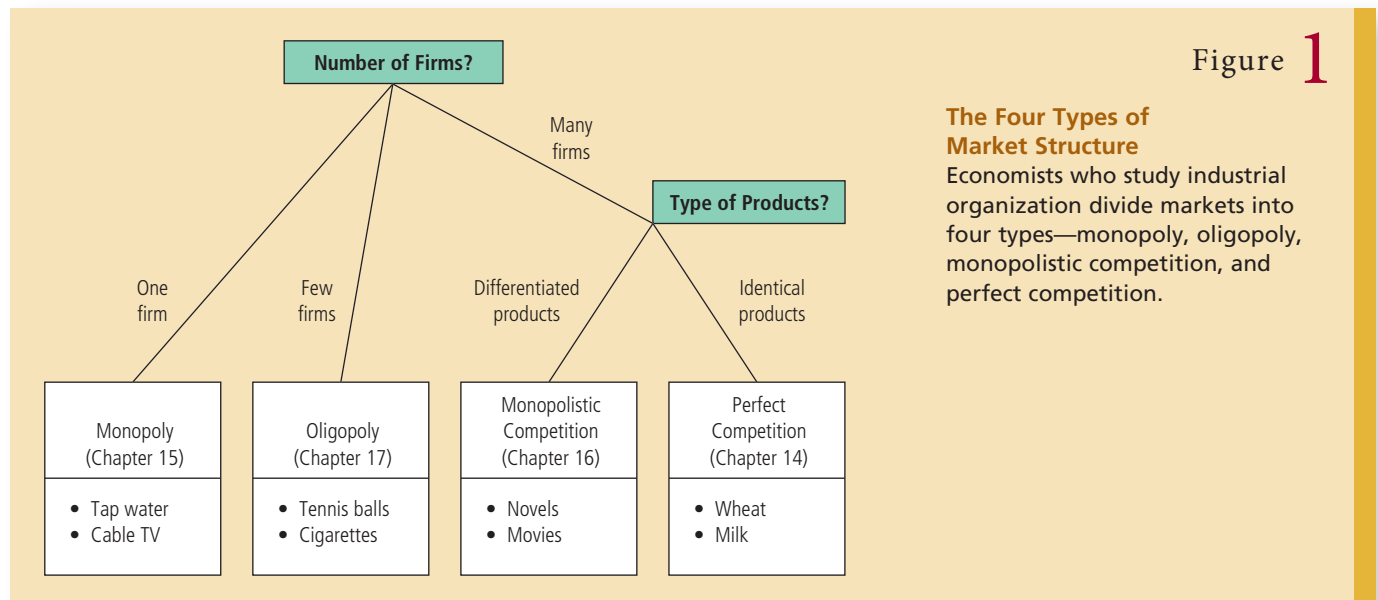 Number of Firms?
Figure 1
The Four Types of
Market Structure
Economists who study industrial
organization divide markets into
four types—monopoly, oligopoly,
monopolistic competition, and
perfect competition.
Many
firms
Type of Products?
One
firm
Few
firms
Differentiated
products
Identical
products
Monopoly
(Chapter 15)
• Tap water
• Cable TV
Oligopoly
(Chapter 17)
• Tennis balls
• Cigarettes
Monopolistic
Competition
(Chapter 16)
• Novels
• Movies
Perfect
Competition
(Chapter 14)
• Wheat
• Milk